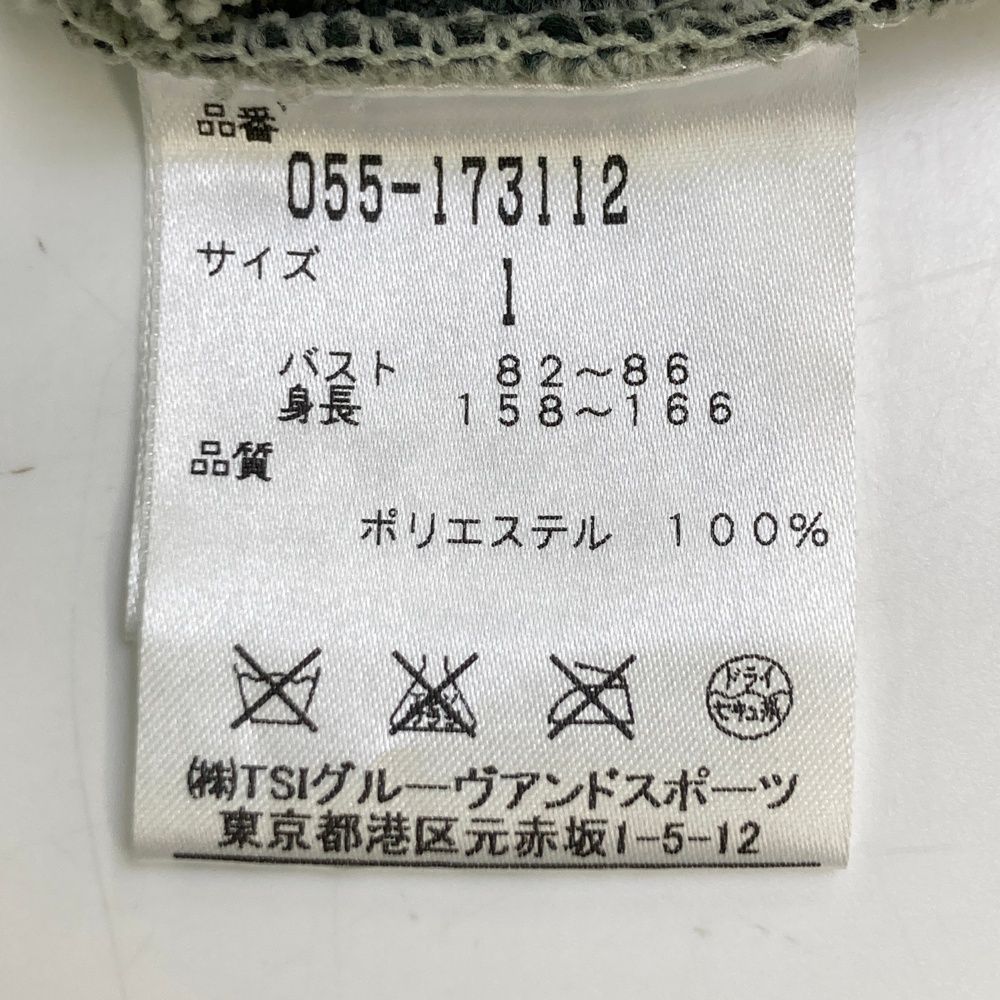 品番
055-173112
サイズ
1
バスト 82～86
身長 158～166
品質
ポリエステル 100%
ドライ
セキユ系
㈱TSIグルーヴアンドスポーツ
東京都港区元赤坂1-5-12